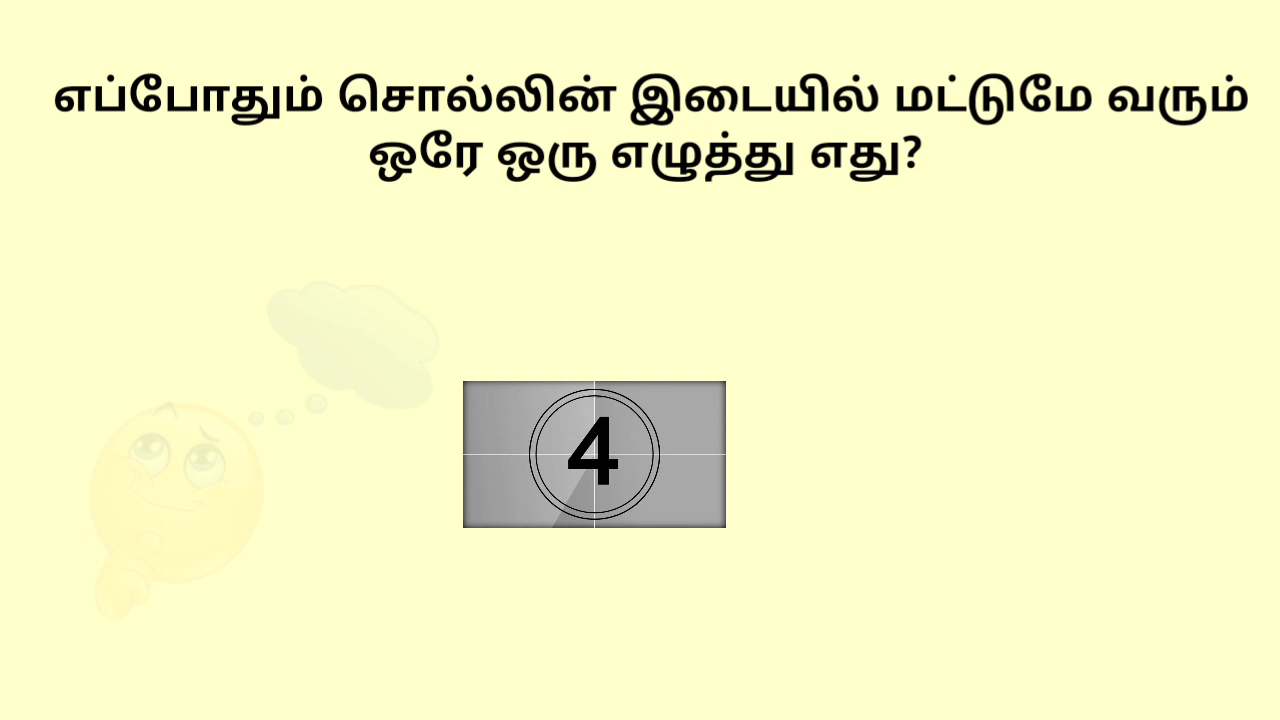 எப்போதும் சொல்லின் இடையில் மட்டுமே வரும்
ஒரே ஒரு எழுத்து எது?
4